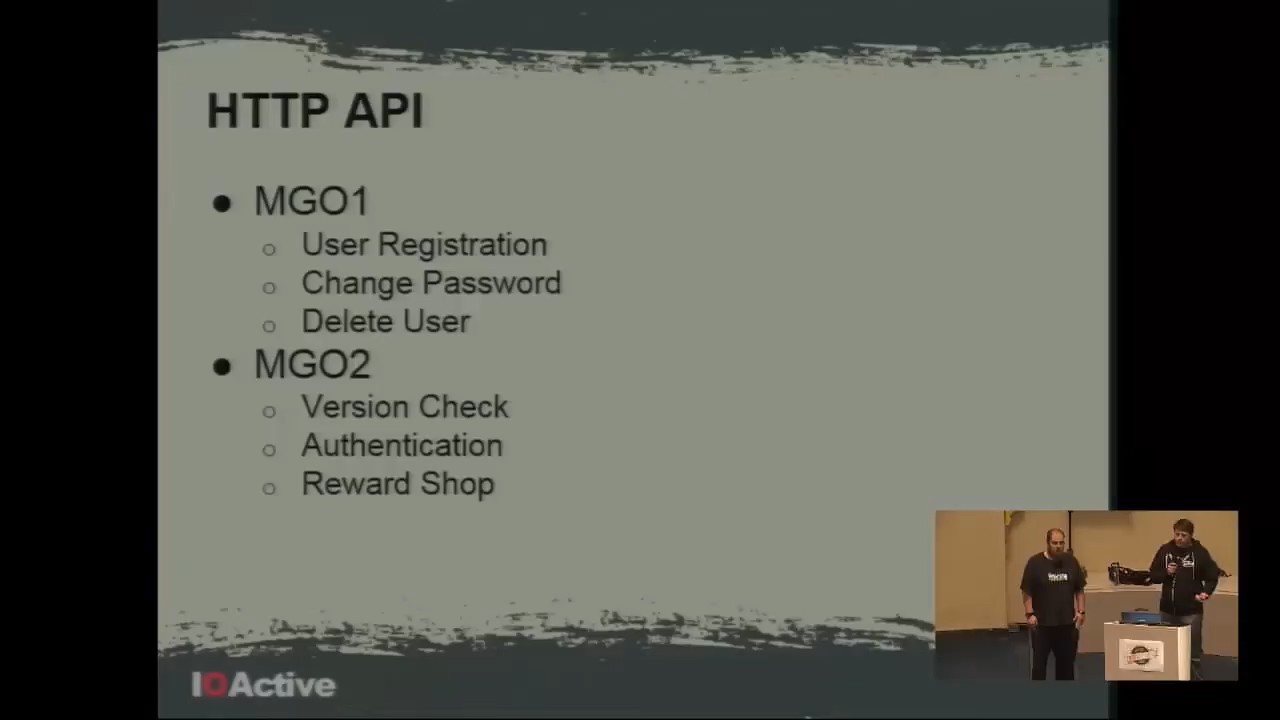 HTTP API
● MGO1
○ User Registration
○ Change Password
○ Delete User
● MGO2
○ Version Check
○ Authentication
○ Reward Shop
IOActive